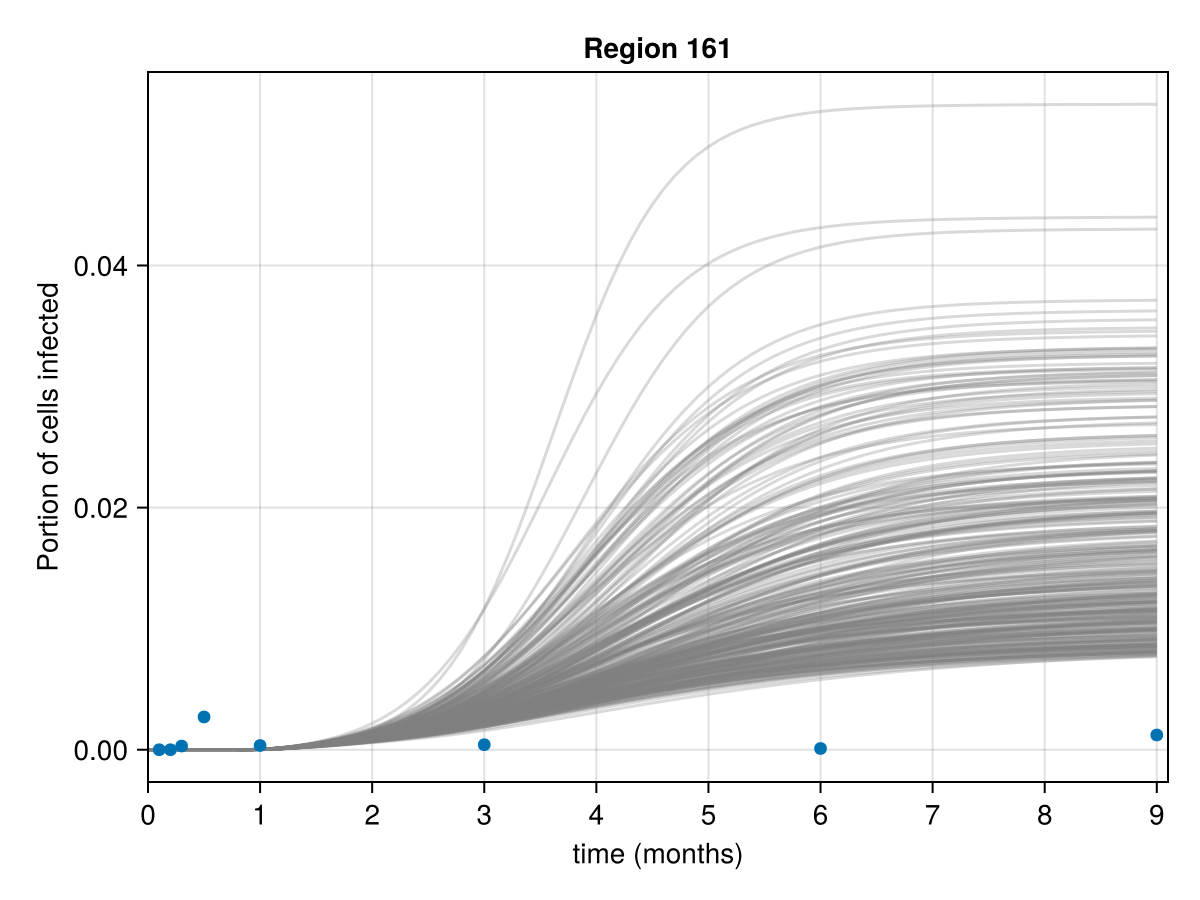 Region 161
Portion of cells infected
0.04
0.02
0.00
0 1 2 3 4 5 6 7 8 9
time (months)